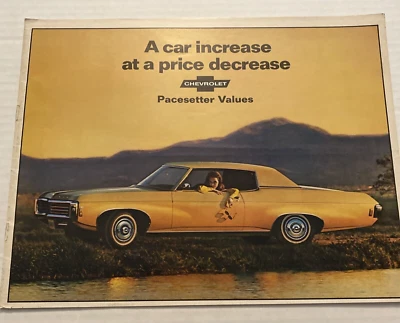 A car increase
at a price decrease
CHEVROLET
Pacesetter Values